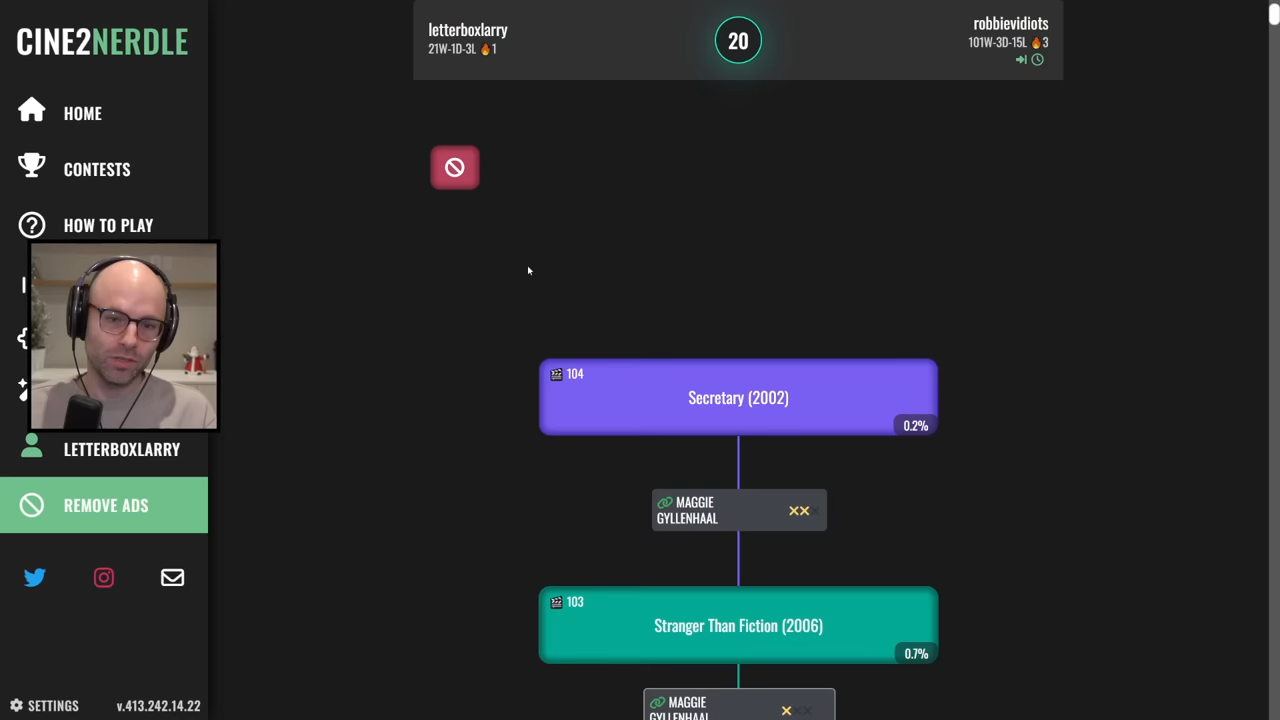 CINE2NERDLE
HOME
CONTESTS
HOW TO PLAY
LETTERBOXLARRY
REMOVE ADS
SETTINGS
v.413.242.14.22
letterboxlarry
21W-1D-3L 🔥1
20
robbievidiots
101W-3D-15L 🔥3
🎬 104
Secretary (2002)
0.2%
MAGGIE
GYLLENHAAL
🎬 103
Stranger Than Fiction (2006)
0.7%
MAGGIE
GYLLENHAAL